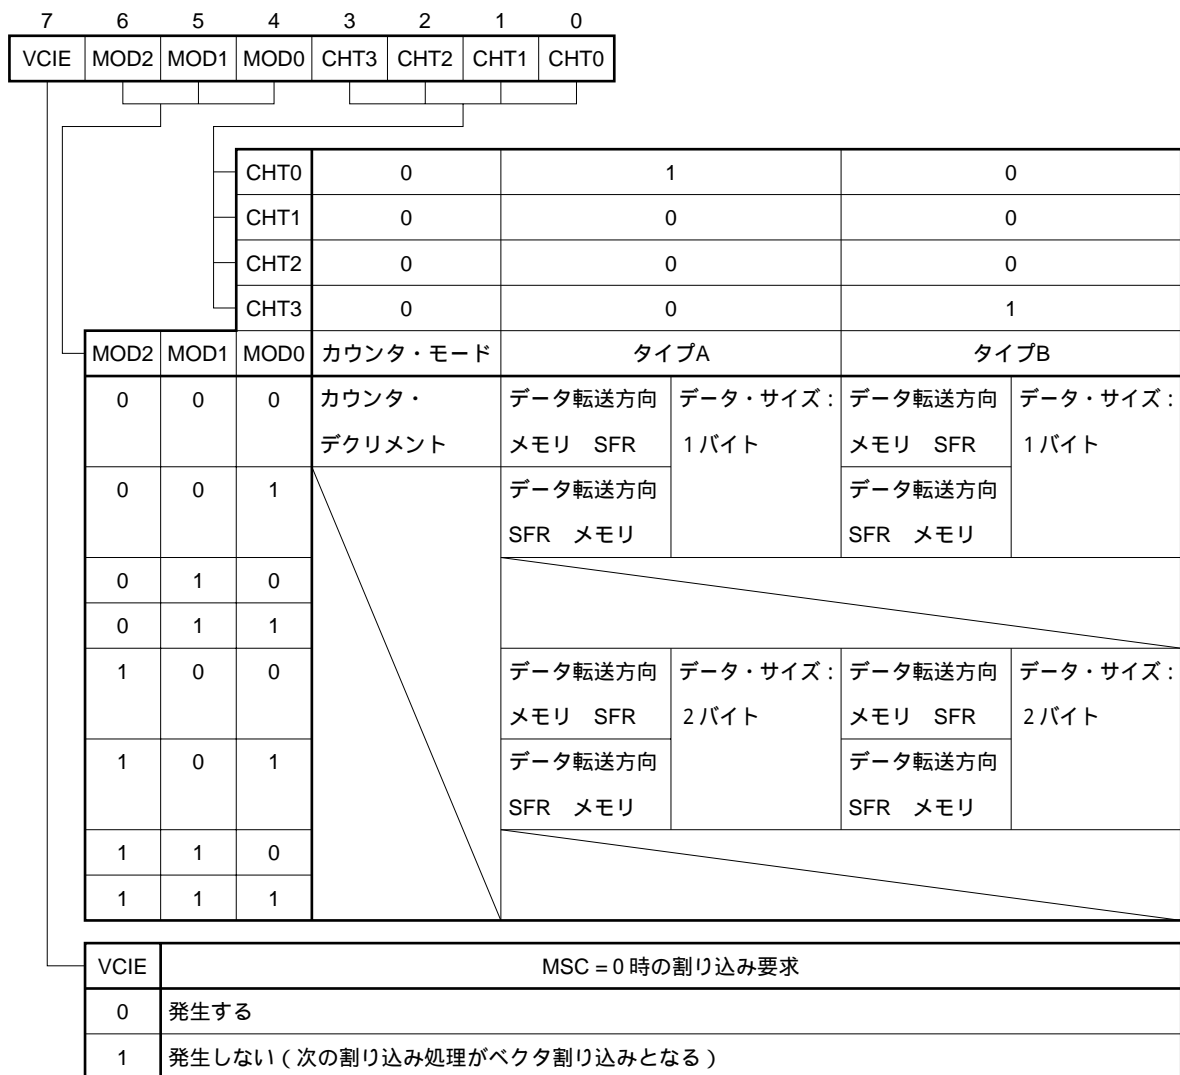 7 6 5 4 3 2 1 0
VCIE MOD2 MOD1 MOD0 CHT3 CHT2 CHT1 CHT0
CHT0 0 1 0
CHT1 0 0 0
CHT2 0 0 0
CHT3 0 0 1
MOD2 MOD1 MOD0 カウンタ・モード タイプA タイプB
0 0 0 カウンタ・ データ転送方向 データ・サイズ: データ転送方向 データ・サイズ:
デクリメント メモリ SFR 1バイト メモリ SFR 1バイト
0 0 1 データ転送方向 データ転送方向
SFR メモリ SFR メモリ
0 1 0
0 1 1
1 0 0 データ転送方向 データ・サイズ: データ転送方向 データ・サイズ:
メモリ SFR 2バイト メモリ SFR 2バイト
1 0 1 データ転送方向 データ転送方向
SFR メモリ SFR メモリ
1 1 0
1 1 1
VCIE MSC=0時の割り込み要求
0 発生する
1 発生しない(次の割り込み処理がベクタ割り込みとなる)